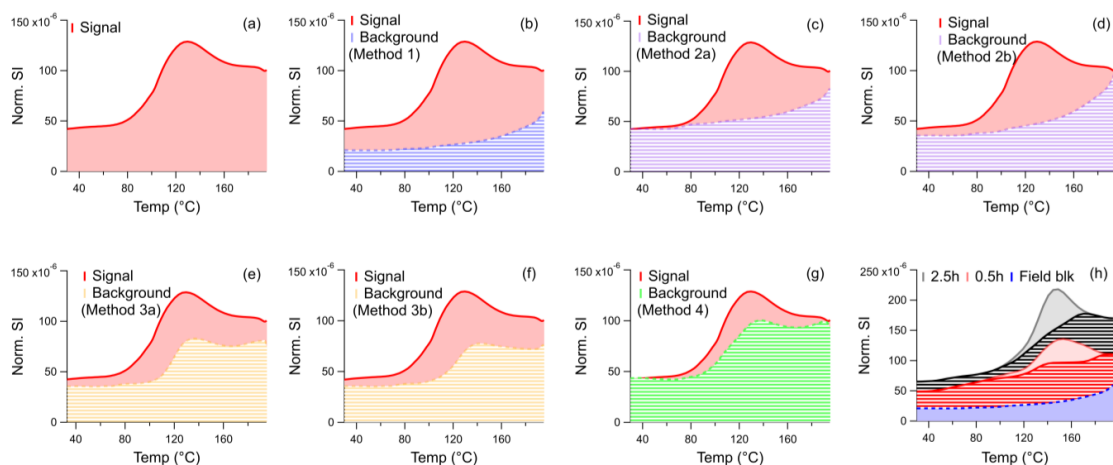 150 x10⁻⁶
Signal
(a)
100
50
0
Norm. SI
40 80 120 160
Temp (°C)
150 x10⁻⁶
Signal
(b)
Background
(Method 1)
100
50
0
Norm. SI
40 80 120 160
Temp (°C)
150 x10⁻⁶
Signal
(c)
Background
(Method 2a)
100
50
0
Norm. SI
40 80 120 160
Temp (°C)
150 x10⁻⁶
Signal
(d)
Background
(Method 2b)
100
50
0
Norm. SI
40 80 120 160
Temp (°C)
150 x10⁻⁶
Signal
(e)
Background
(Method 3a)
100
50
0
Norm. SI
40 80 120 160
Temp (°C)
150 x10⁻⁶
Signal
(f)
Background
(Method 3b)
100
50
0
Norm. SI
40 80 120 160
Temp (°C)
150 x10⁻⁶
Signal
(g)
Background
(Method 4)
100
50
0
Norm. SI
40 80 120 160
Temp (°C)
250 x10⁻⁶
(h)
2.5h 0.5h Field blk
200
150
100
50
0
Norm. SI
40 80 120 160
Temp (°C)